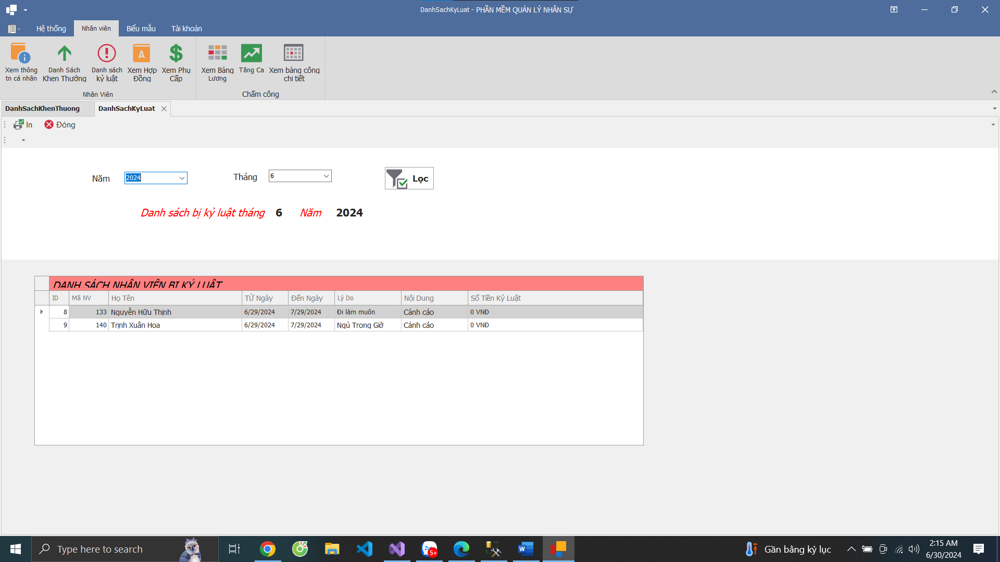 DanhSachKyLuat - PHẦN MỀM QUẢN LÝ NHÂN SỰ
Hệ thống Nhân viên Biểu mẫu Tài khoản
Xem thông tn cá nhân
Danh Sách Khen Thưởng
Danh sách kỷ luật
Xem Hợp Đồng
Xem Phụ Cấp
Xem Bảng Lương
Tăng Ca
Xem bảng công chi tiết
Nhân Viên
Chấm công
DanhSachKhenThuong DanhSachKyLuat
In Đóng
Năm 2024 Tháng 6 Lọc
Danh sách bị kỷ luật tháng 6 Năm 2024
DANH SÁCH NHÂN VIÊN BỊ KỶ LUẬT
ID Mã NV Họ Tên TỪ Ngày Đến Ngày Lý Do Nội Dung Số Tiền Kỷ Luật
8 133 Nguyễn Hữu Thịnh 6/29/2024 7/29/2024 Đi làm muôn Cảnh cáo 0 VNĐ
9 140 Trịnh Xuân Hoa 6/29/2024 7/29/2024 Ngủ Trong Giờ Cảnh cáo 0 VNĐ
Type here to search
5+
Gần bằng kỷ lục
2:15 AM
6/30/2024